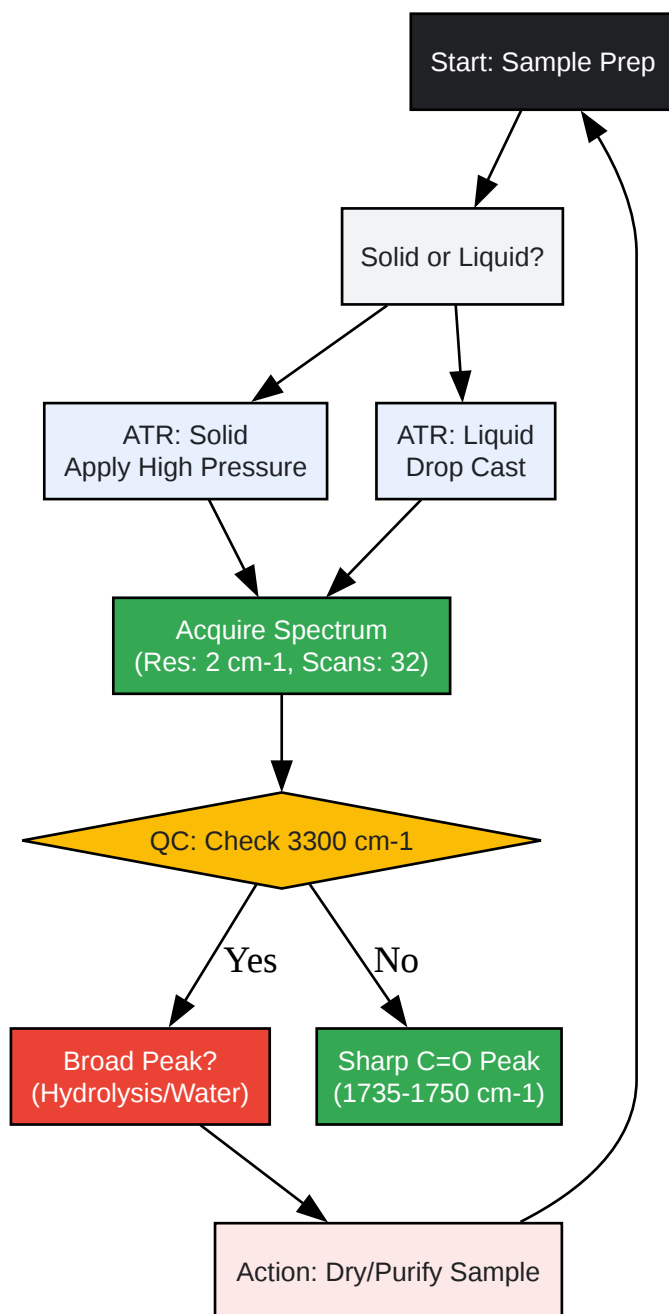 Start: Sample Prep
Solid or Liquid?
ATR: Solid
Apply High Pressure
ATR: Liquid
Drop Cast
Acquire Spectrum
(Res: 2 cm-1, Scans: 32)
QC: Check 3300 cm-1
Yes
No
Broad Peak?
(Hydrolysis/Water)
Sharp C=O Peak
(1735-1750 cm-1)
Action: Dry/Purify Sample